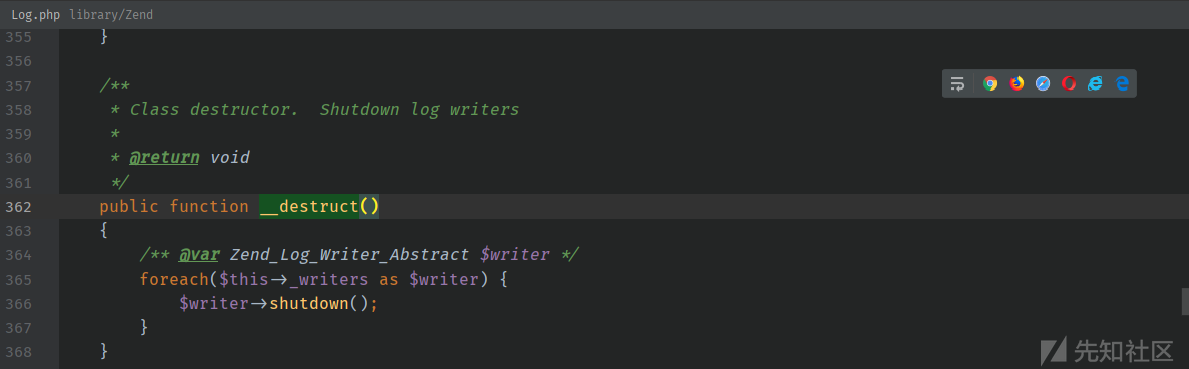 Log.php library/Zend
355 }
356
357 /**
358 * Class destructor.  Shutdown log writers
359 *
360 * @return void
361 */
362 public function __destruct()
363 {
364 /** @var Zend_Log_Writer_Abstract $writer */
365 foreach($this->_writers as $writer) {
366 $writer->shutdown();
367 }
368 }
先知社区